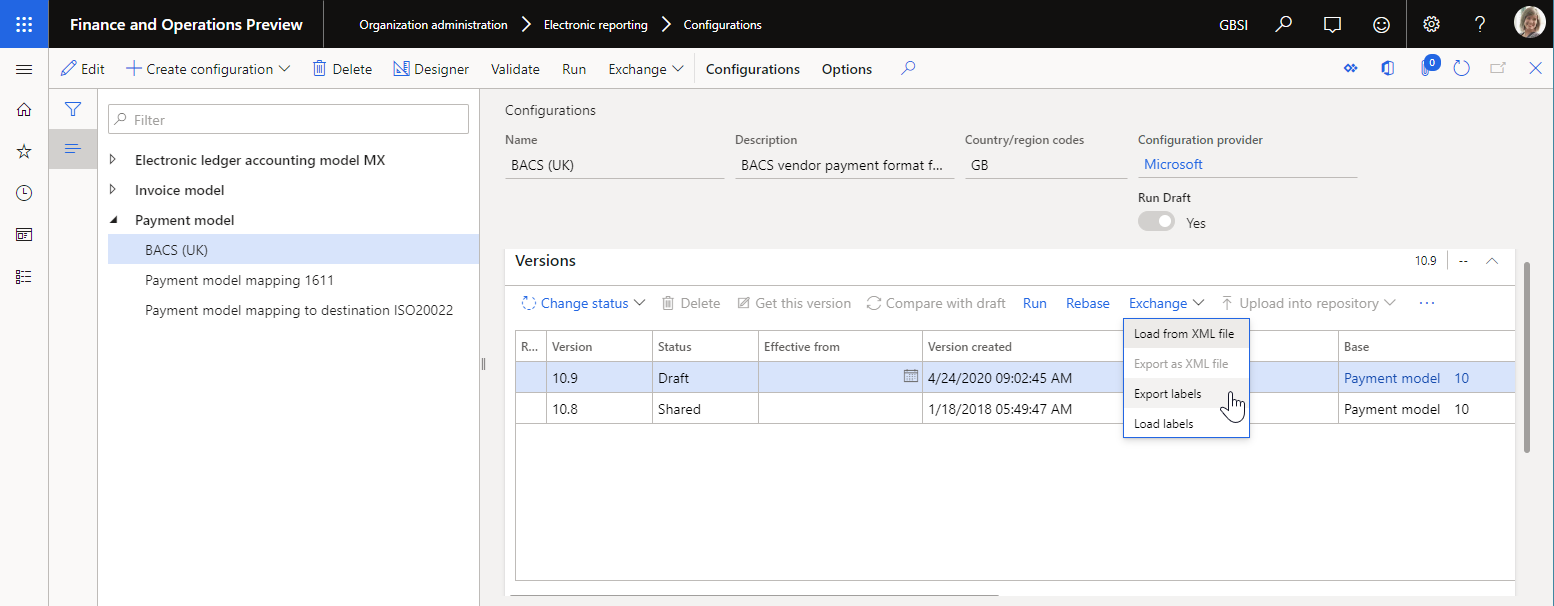 Finance and Operations Preview
Organization administration Electronic reporting Configurations
GBSI
?
Edit Create configuration Delete Designer Validate Run Exchange Configurations Options
0
Filter
Electronic ledger accounting model MX
Invoice model
Payment model
BACS (UK)
Payment model mapping 1611
Payment model mapping to destination ISO20022
Configurations
Name Description Country/region codes Configuration provider
BACS (UK) BACS vendor payment format f... GB Microsoft
Run Draft
Yes
Versions 10.9 --
Change status Delete Get this version Compare with draft Run Rebase Exchange Upload into repository ...
R... Version Status Effective from Version created Base
10.9 Draft 4/24/2020 09:02:45 AM Payment model 10
10.8 Shared 1/18/2018 05:49:47 AM Payment model 10
Load from XML file
Export as XML file
Export labels
Load labels